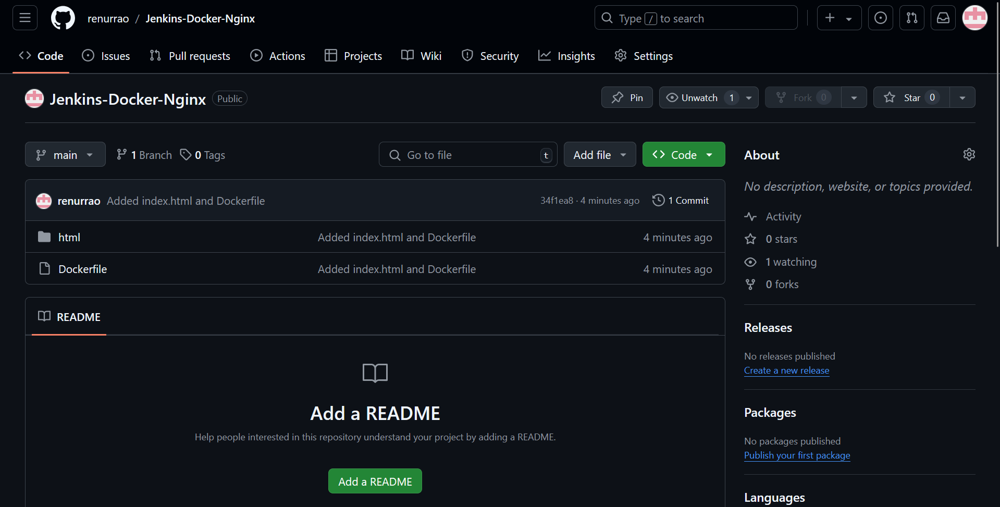 renurrao / Jenkins-Docker-Nginx
Type / to search
Code Issues Pull requests Actions Projects Wiki Security Insights Settings
Jenkins-Docker-Nginx Public
Pin Unwatch 1 Fork 0 Star 0
main 1 Branch 0 Tags
Go to file t Add file Code
renurrao Added index.html and Dockerfile 34f1ea8 · 4 minutes ago 1 Commit
html Added index.html and Dockerfile 4 minutes ago
Dockerfile Added index.html and Dockerfile 4 minutes ago
README
Add a README
Help people interested in this repository understand your project by adding a README.
Add a README
About
No description, website, or topics provided.
Activity
0 stars
1 watching
0 forks
Releases
No releases published
Create a new release
Packages
No packages published
Publish your first package
Languages